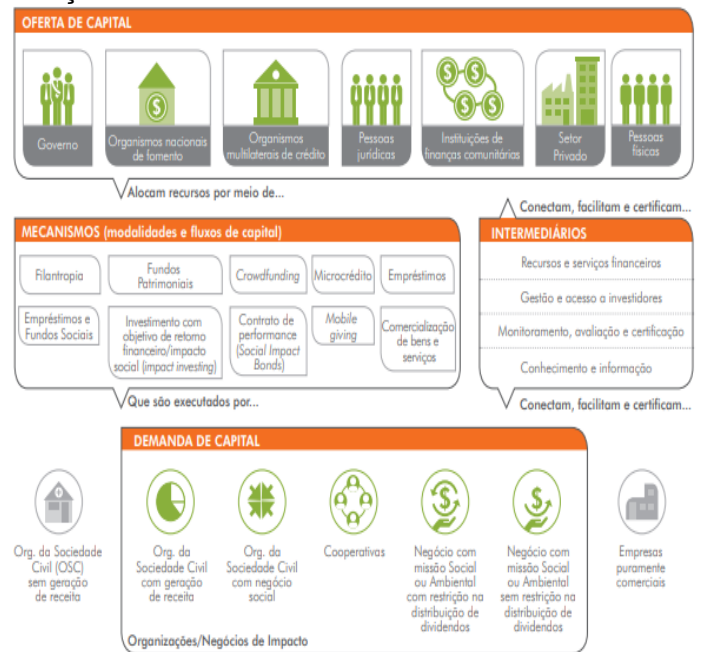 OFERTA DE CAPITAL
Governo
Organismos nacionais
de fomento
Organismos
multilaterais de crédito
Pessoas
jurídicas
Instituições de
finanças comunitárias
Setor
Privado
Pessoas
físicas
Alocam recursos por meio de...
Conectam, facilitam e certificam...
MECANISMOS (modalidades e fluxos de capital)
Filantropia
Fundos
Patrimoniais
Crowdfunding
Microcrédito
Empréstimos
Empréstimos e
Fundos Sociais
Investimento com
objetivo de retorno
financeiro/impacto
social (impact investing)
Contrato de
performance
(Social Impact
Bonds)
Mobile
giving
Comercialização
de bens e
serviços
Que são executados por...
INTERMEDIÁRIOS
Recursos e serviços financeiros
Gestão e acesso a investidores
Monitoramento, avaliação e certificação
Conhecimento e informação
Conectam, facilitam e certificam...
DEMANDA DE CAPITAL
Org. da Sociedade
Civil (OSC)
sem geração
de receita
Org. da
Sociedade Civil
com geração
de receita
Org. da
Sociedade Civil
com negócio
social
Cooperativas
Negócio com
missão Social
ou Ambiental
com restrição na
distribuição de
dividendos
Negócio com
missão Social
ou Ambiental
sem restrição na
distribuição de
dividendos
Empresas
puramente
comerciais
Organizações/Negócios de Impacto